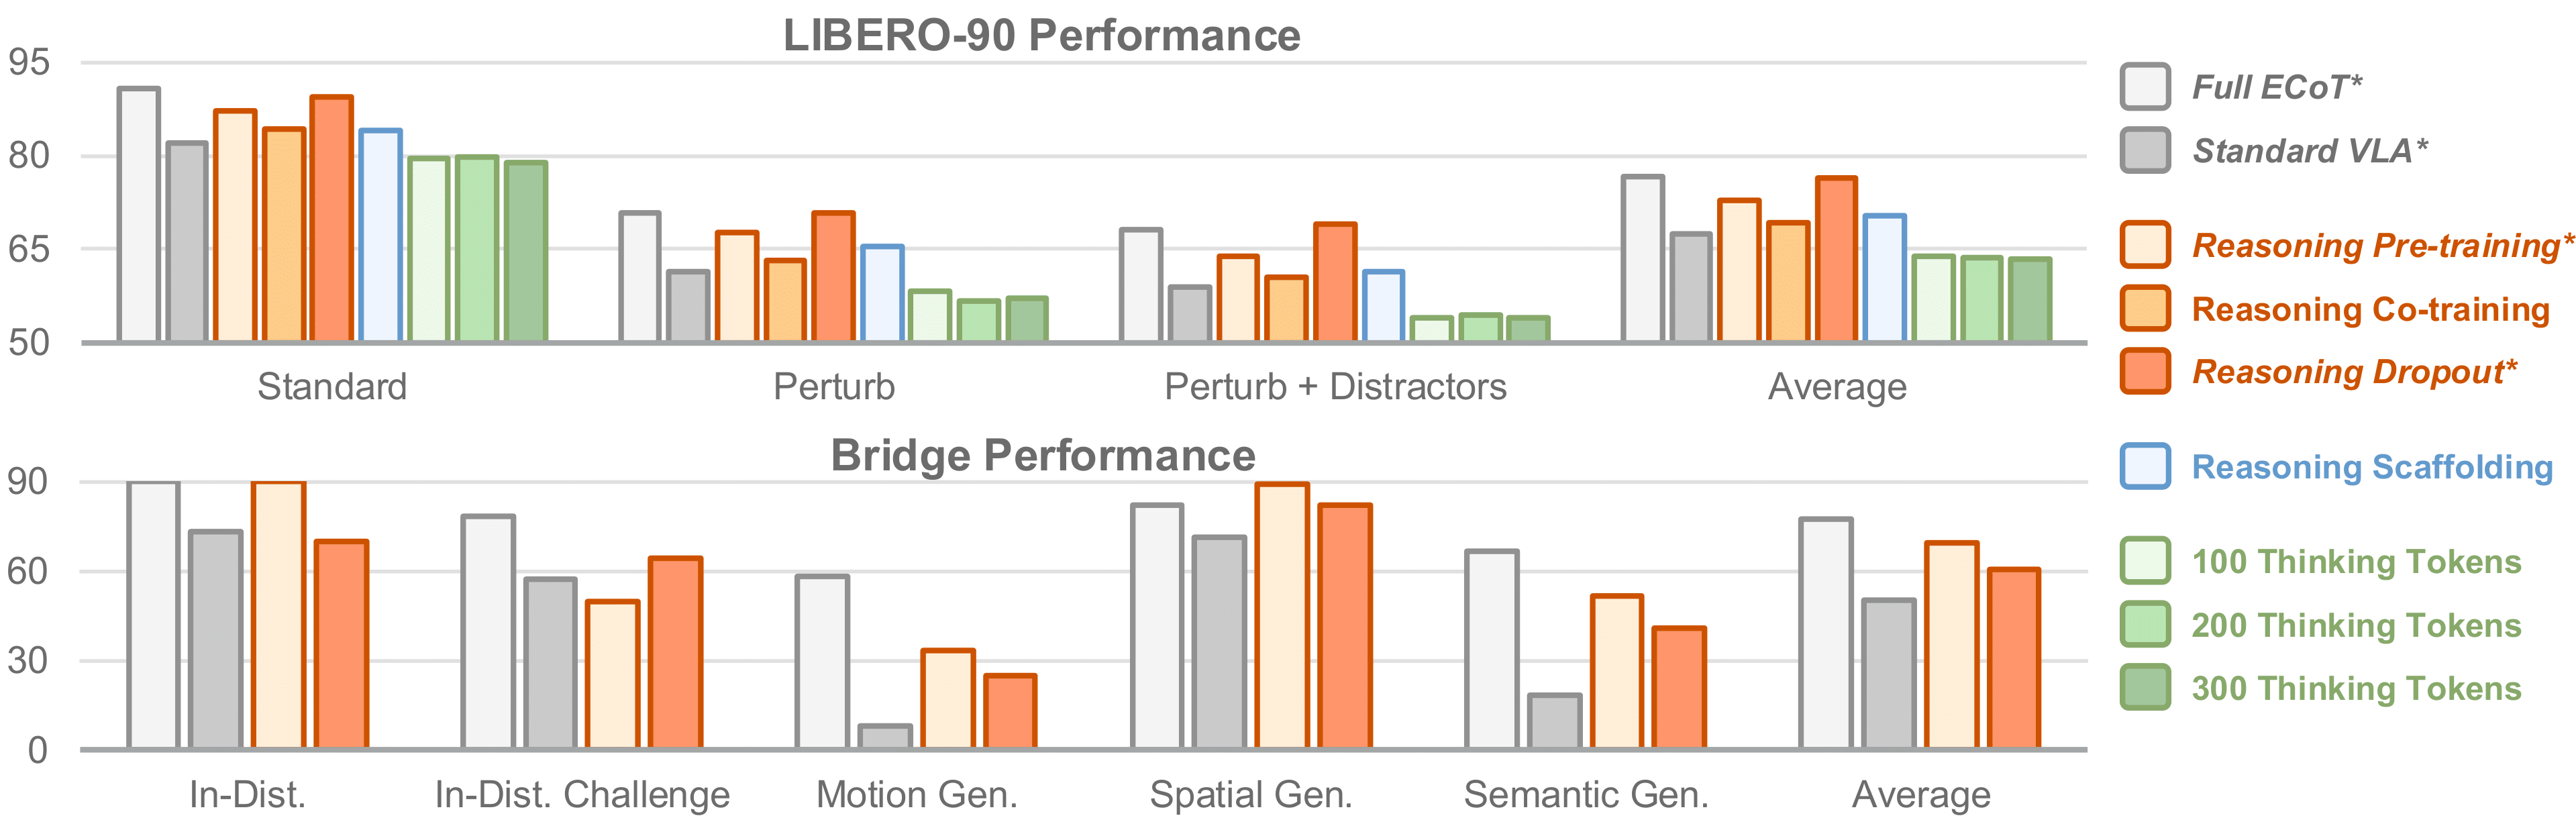 LIBERO-90 Performance
95
80
65
50
Standard
Perturb
Perturb + Distractors
Average
Bridge Performance
90
60
30
0
In-Dist.
In-Dist. Challenge
Motion Gen.
Spatial Gen.
Semantic Gen.
Average
Full ECoT*
Standard VLA*
Reasoning Pre-training*
Reasoning Co-training
Reasoning Dropout*
Reasoning Scaffolding
100 Thinking Tokens
200 Thinking Tokens
300 Thinking Tokens